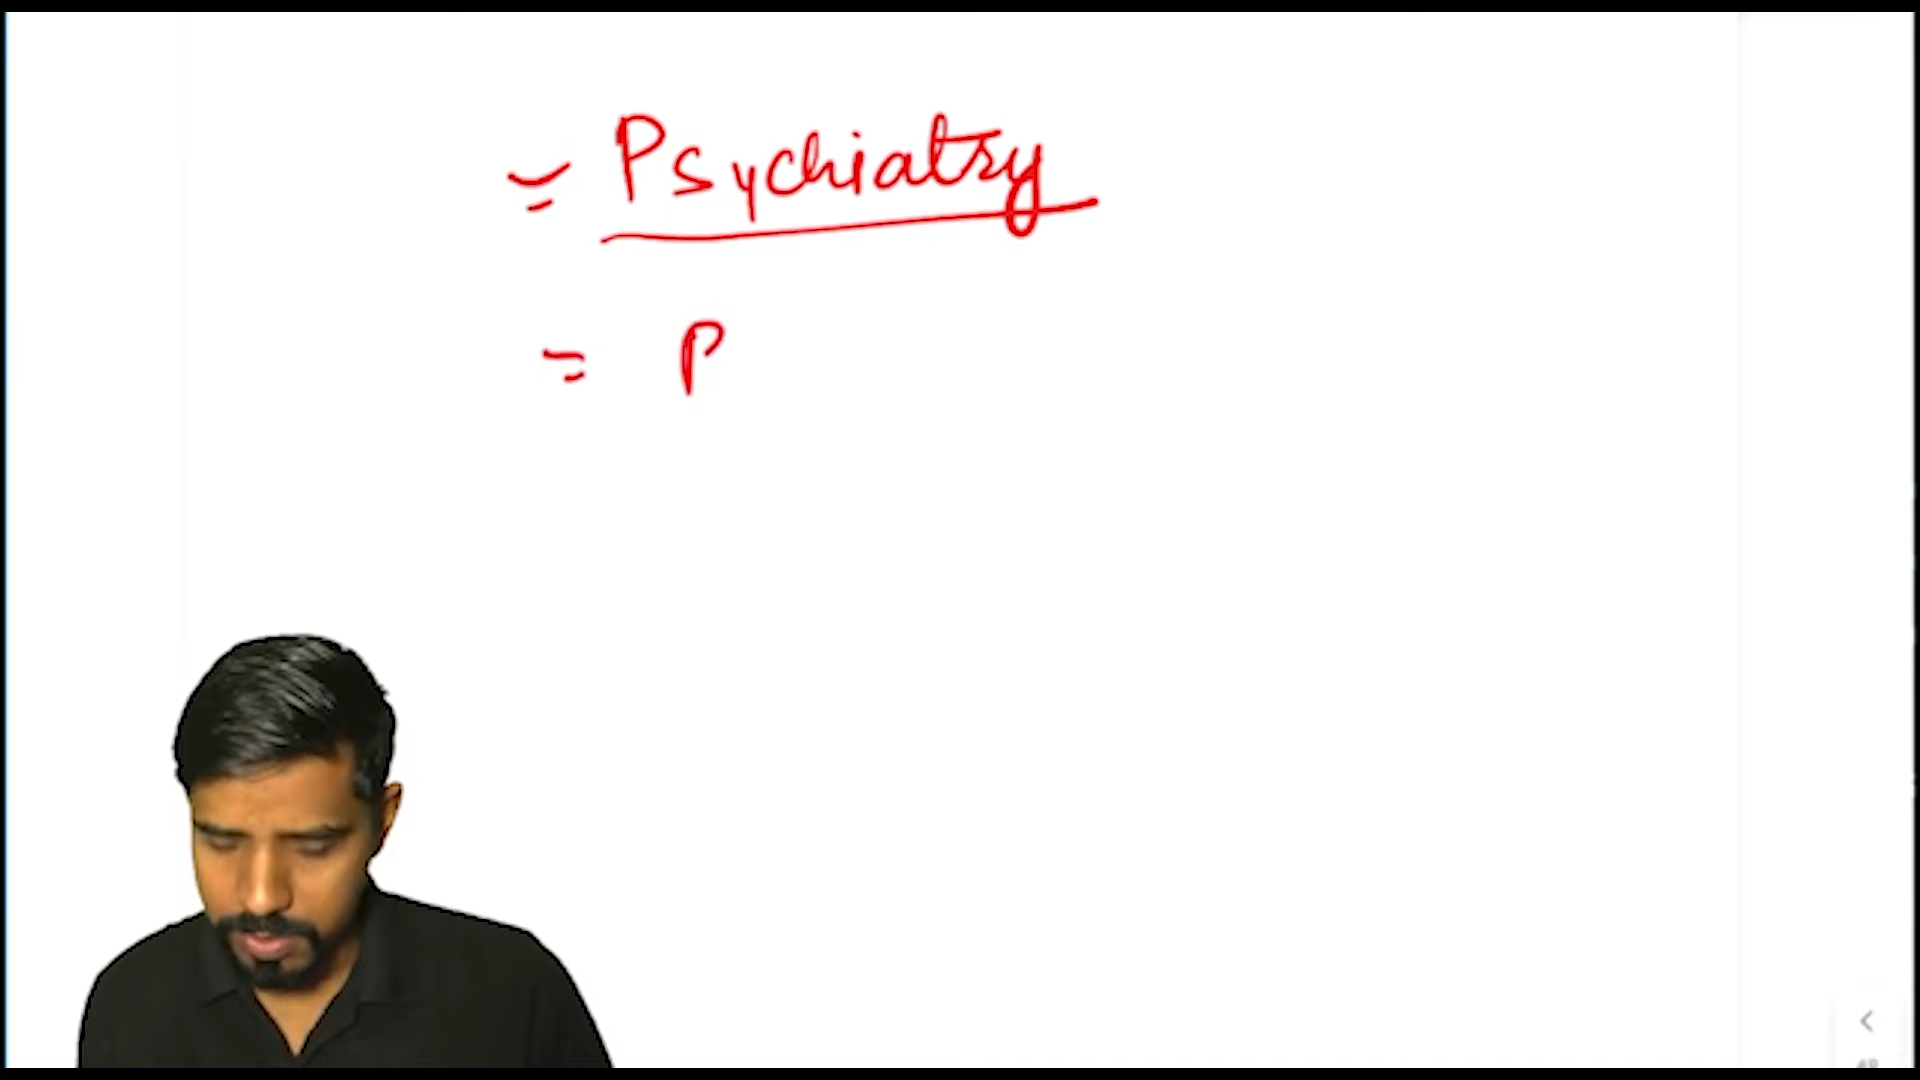 = Psychiatry
= P